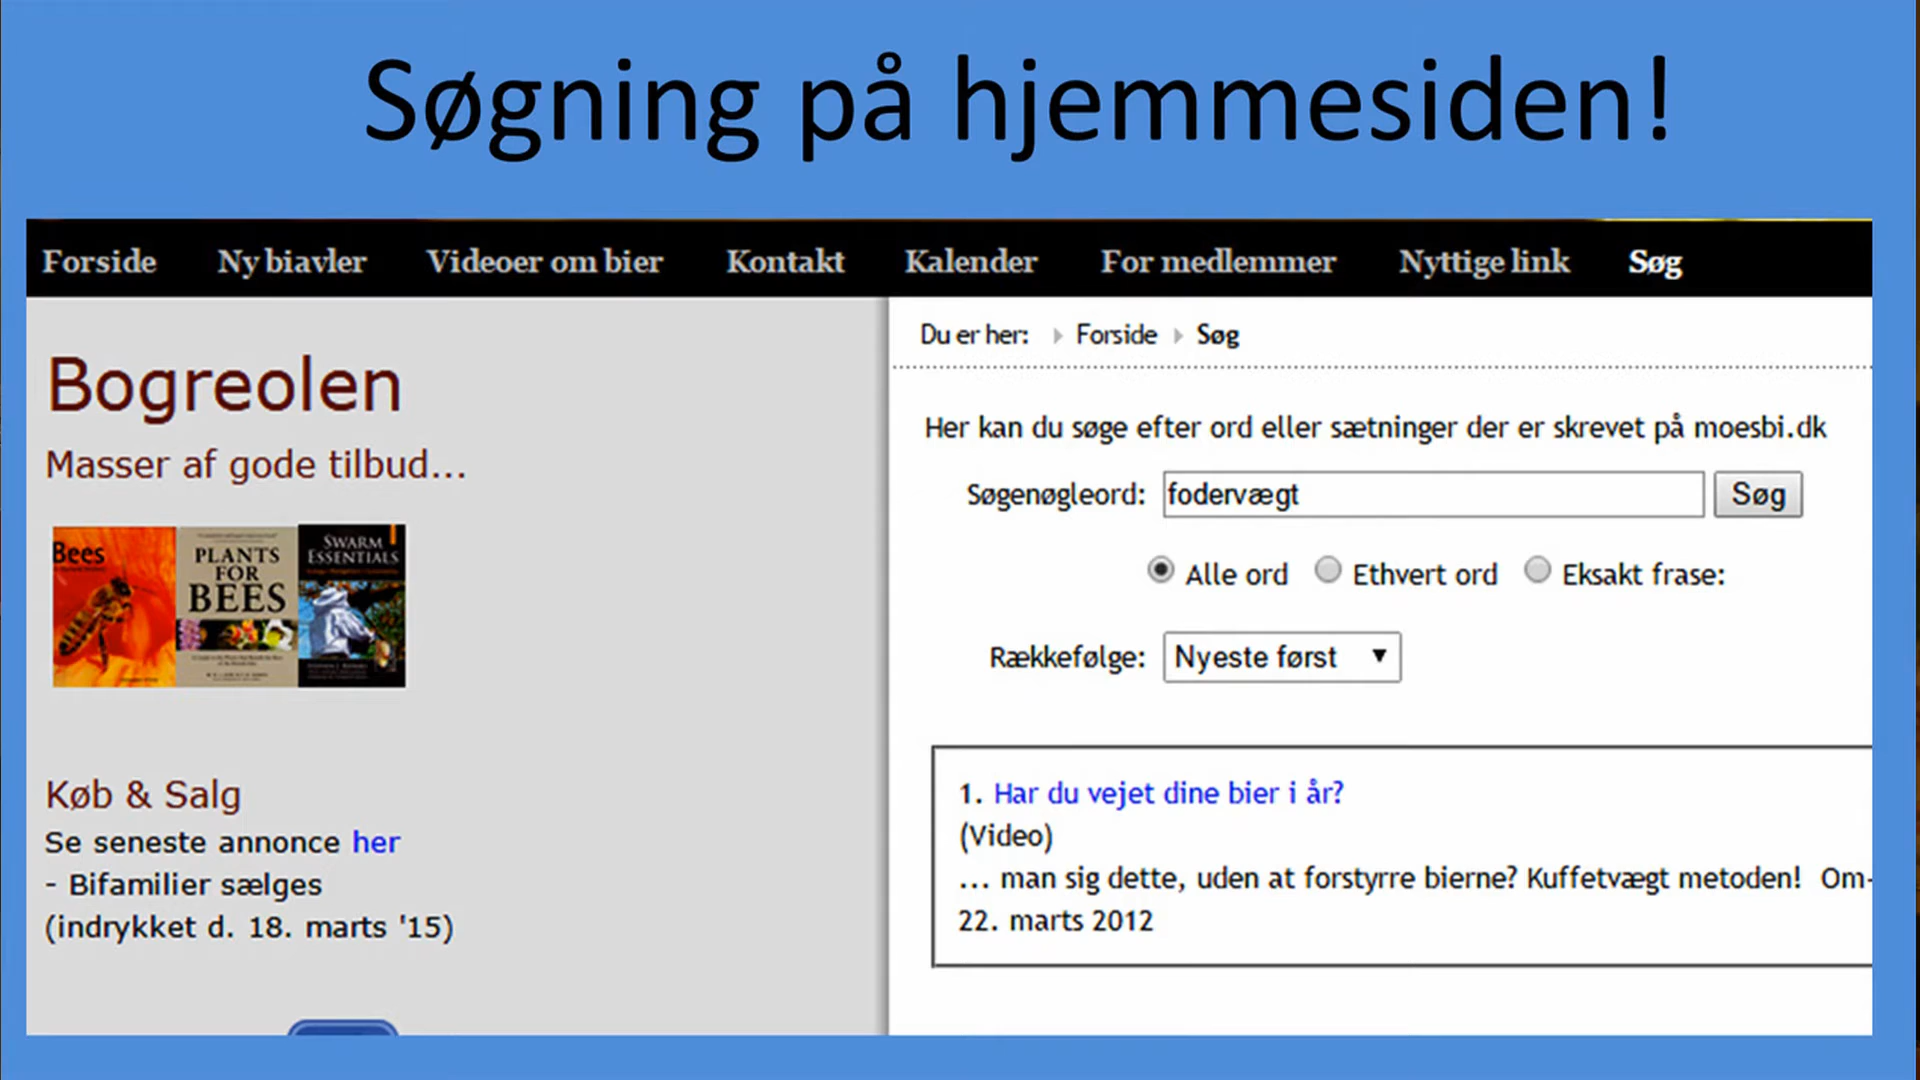 Søgning på hjemmesiden!
Forside Ny biavler Videoer om bier Kontakt Kalender For medlemmer Nyttige link Søg
Bogreolen
Masser af gode tilbud...
Bees
PLANTS
FOR
BEES
SWARM
ESSENTIALS
Køb & Salg
Se seneste annonce her
- Bifamilier sælges
(indrykket d. 18. marts '15)
Du er her: Forside Søg
Her kan du søge efter ord eller sætninger der er skrevet på moesbi.dk
Søgenøgleord: fodervægt Søg
Alle ord Ethvert ord Eksakt frase:
Rækkefølge: Nyeste først
1. Har du vejet dine bier i år?
(Video)
... man sig dette, uden at forstyrre bierne? Kuffetvægt metoden! Om-
22. marts 2012